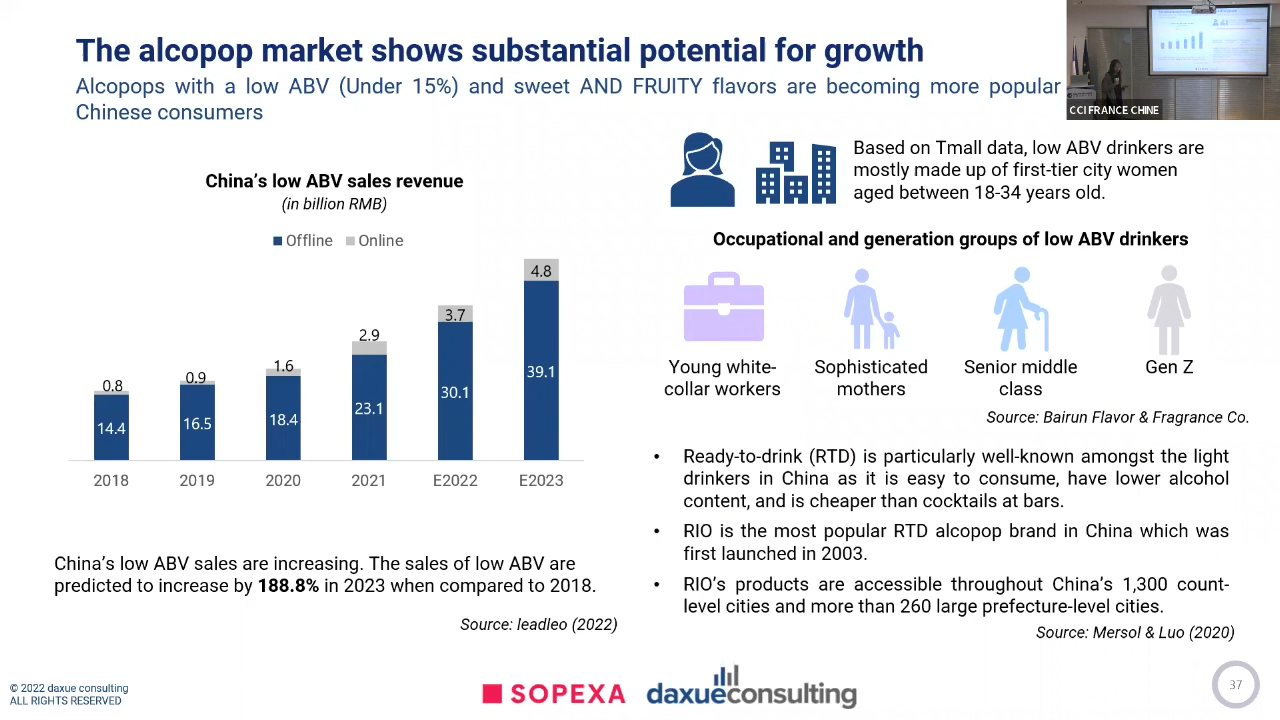 The alcopop market shows substantial potential for growth
Alcopops with a low ABV (Under 15%) and sweet AND FRUITY flavors are becoming more popular
Chinese consumers
CCI FRANCE CHINE
China's low ABV sales revenue
(in billion RMB)
Offline Online
0.8 0.9 1.6 2.9 3.7 4.8
14.4 16.5 18.4 23.1 30.1 39.1
2018 2019 2020 2021 E2022 E2023
China's low ABV sales are increasing. The sales of low ABV are
predicted to increase by 188.8% in 2023 when compared to 2018.
Source: leadleo (2022)
Based on Tmall data, low ABV drinkers are
mostly made up of first-tier city women
aged between 18-34 years old.
Occupational and generation groups of low ABV drinkers
Young white-
collar workers
Sophisticated
mothers
Senior middle
class
Gen Z
Source: Bairun Flavor & Fragrance Co.
• Ready-to-drink (RTD) is particularly well-known amongst the light
drinkers in China as it is easy to consume, have lower alcohol
content, and is cheaper than cocktails at bars.
• RIO is the most popular RTD alcopop brand in China which was
first launched in 2003.
• RIO's products are accessible throughout China's 1,300 count-
level cities and more than 260 large prefecture-level cities.
Source: Mersol & Luo (2020)
© 2022 daxue consulting
ALL RIGHTS RESERVED
SOPEXA
daxueconsulting
37